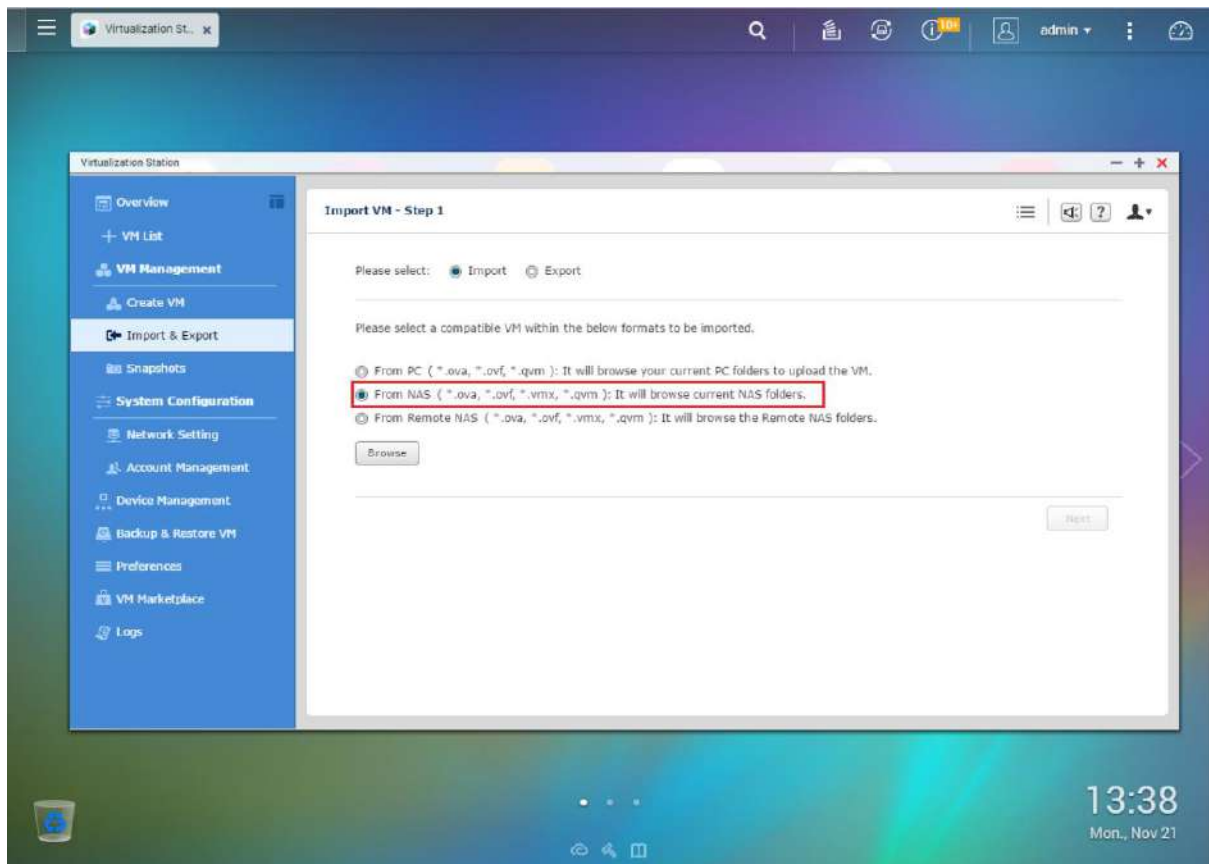 Virtualization St.. x
10+
admin
Virtualization Station
Overview
VM List
VM Management
Create VM
Import & Export
Snapshots
System Configuration
Network Setting
Account Management
Device Management
Backup & Restore VM
Preferences
VM Marketplace
Logs
Import VM - Step 1
Please select: Import Export
Please select a compatible VM within the below formats to be imported.
From PC ( *.ova, *.ovf, *.qvm ): It will browse your current PC folders to upload the VM.
From NAS ( *.ova, *.ovf, *.vmx, *.qvm ): It will browse current NAS folders.
From Remote NAS ( *.ova, *.ovf, *.vmx, *.qvm ): It will browse the Remote NAS folders.
Browse
Next
13:38
Mon., Nov 21